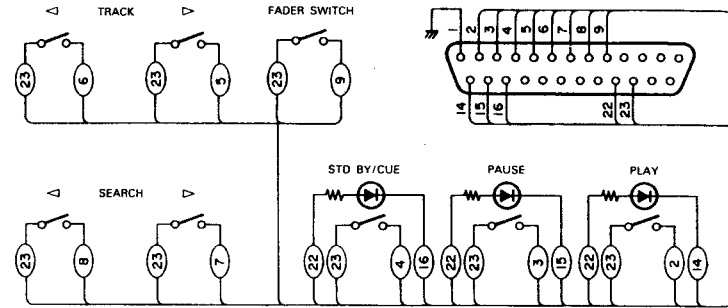 ◁ TRACK ▷ FADER SWITCH
23 6 23 5 23 9
1 2 3 4 5 6 7 8 9
14 15 16 22 23
◁ SEARCH ▷
STD BY/CUE PAUSE PLAY
23 8 23 7 22 23 4 16 22 23 3 15 22 23 2 14